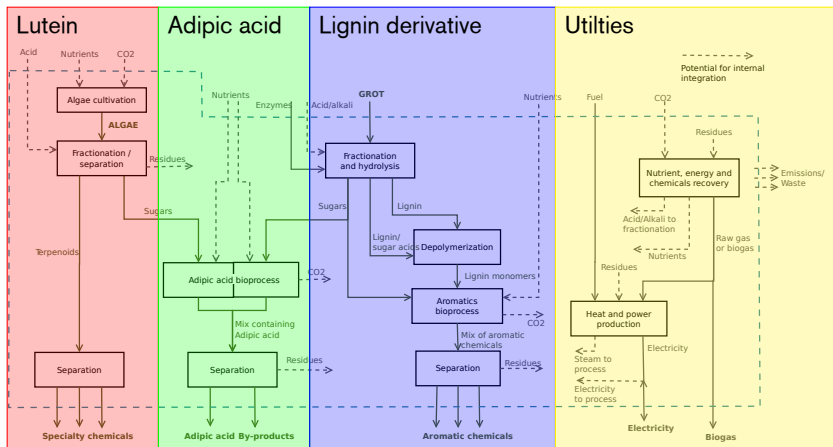 Lutein
Adipic acid
Lignin derivative
Utilties
Acid
Nutrients
CO2
Algae cultivation
ALGAE
Fractionation /
separation
Residues
Sugars
Terpenoids
Separation
Specialty chemicals
Nutrients
Enzymes
Adipic acid bioprocess
CO2
Mix containing
Adipic acid
Separation
Residues
Adipic acid By-products
Acid/alkali
GROT
Nutrients
Fractionation
and hydrolysis
Sugars
Lignin
Lignin/
sugar acids
Depolymerization
Lignin monomers
Aromatics
bioprocess
CO2
Mix of aromatic
chemicals
Separation
Residues
Aromatic chemicals
Potential for internal
integration
Fuel
CO2
Residues
Nutrient, energy and
chemicals recovery
Emissions/
Waste
Acid/Alkali to
fractionation
Nutrients
Raw gas
or biogas
Residues
Heat and power
production
Steam to
process
Electricity
Electricity
to process
Electricity
Biogas